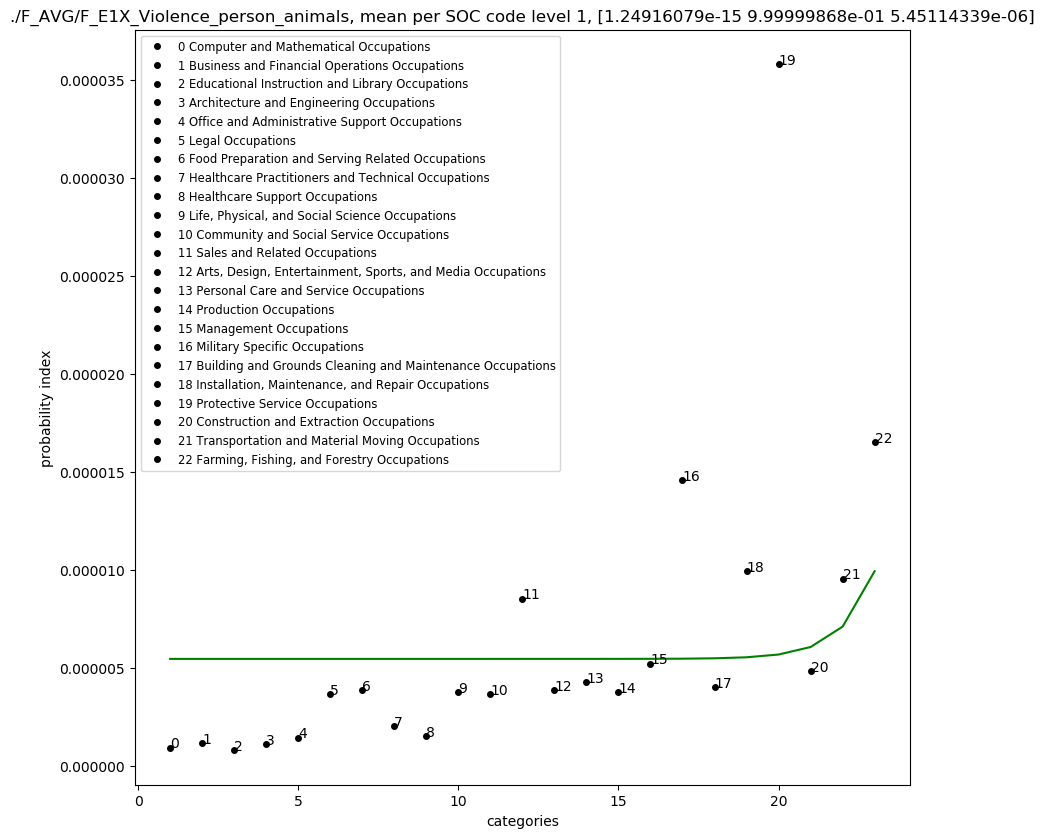 ./F_AVG/F_E1X_Violence_person_animals, mean per SOC code level 1, [1.24916079e-15 9.99999868e-01 5.45114339e-06]
0 Computer and Mathematical Occupations
1 Business and Financial Operations Occupations
2 Educational Instruction and Library Occupations
3 Architecture and Engineering Occupations
4 Office and Administrative Support Occupations
5 Legal Occupations
6 Food Preparation and Serving Related Occupations
7 Healthcare Practitioners and Technical Occupations
8 Healthcare Support Occupations
9 Life, Physical, and Social Science Occupations
10 Community and Social Service Occupations
11 Sales and Related Occupations
12 Arts, Design, Entertainment, Sports, and Media Occupations
13 Personal Care and Service Occupations
14 Production Occupations
15 Management Occupations
16 Military Specific Occupations
17 Building and Grounds Cleaning and Maintenance Occupations
18 Installation, Maintenance, and Repair Occupations
19 Protective Service Occupations
20 Construction and Extraction Occupations
21 Transportation and Material Moving Occupations
22 Farming, Fishing, and Forestry Occupations
probability index
0.000035
0.000030
0.000025
0.000020
0.000015
0.000010
0.000005
0.000000
0
1
2
3
4
5
6
7
8
9
10
11
12
13
14
15
16
17
18
19
20
21
22
0
5
10
15
20
categories